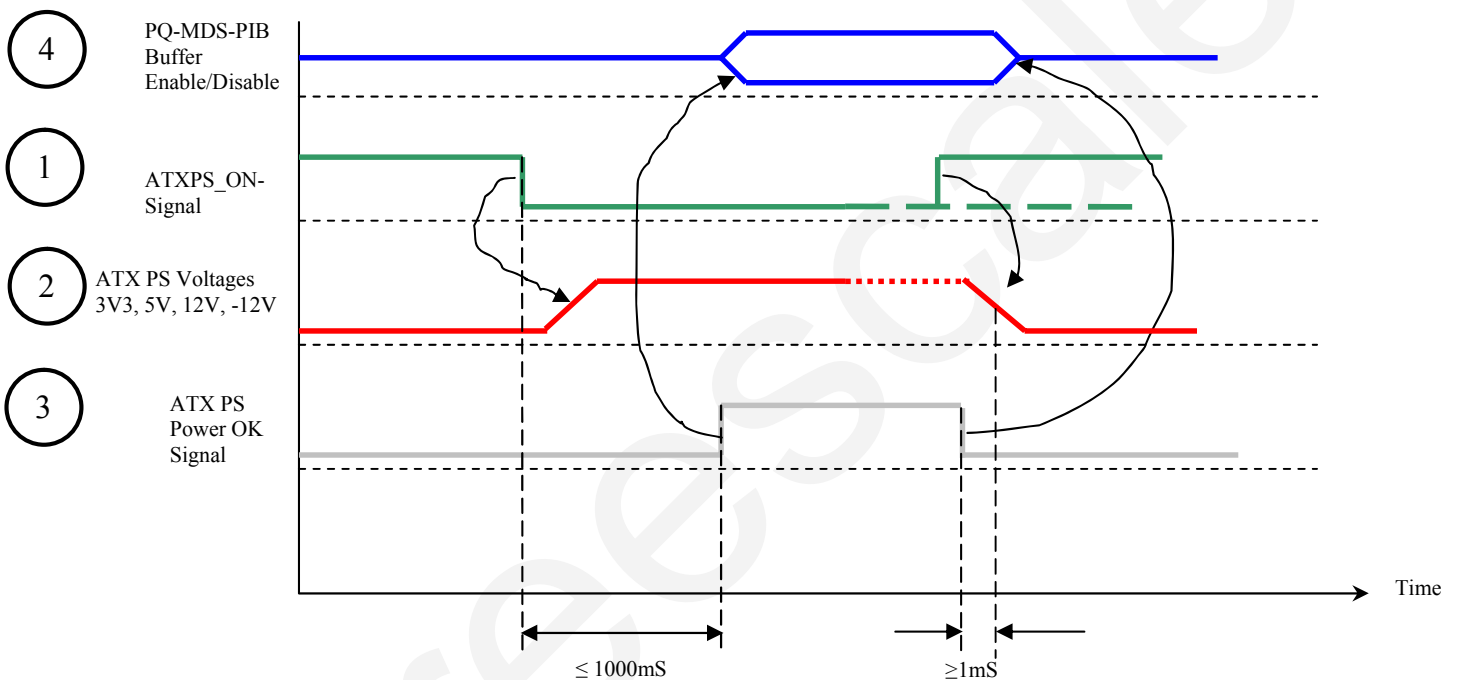 4
PQ-MDS-PIB
Buffer
Enable/Disable
1
ATXPS_ON-
Signal
2
ATX PS Voltages
3V3, 5V, 12V, -12V
3
ATX PS
Power OK
Signal
Time
≤ 1000mS
≥1mS
freescale